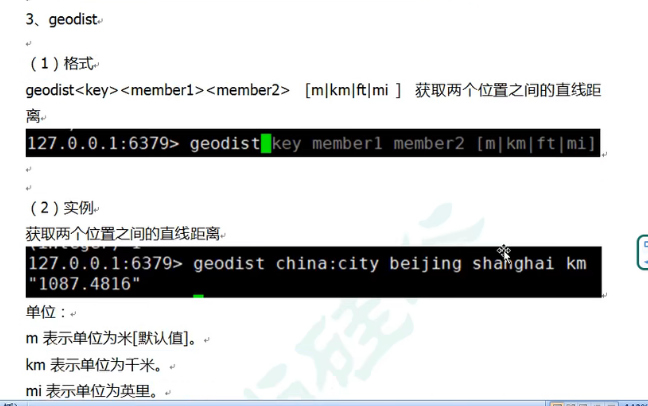 3、geodist
（1）格式
geodist<key><member1><member2> [m|km|ft|mi ] 获取两个位置之间的直线距
离
127.0.0.1:6379> geodist key member1 member2 [m|km|ft|mi]
（2）实例
获取两个位置之间的直线距离
127.0.0.1:6379> geodist china:city beijing shanghai km
"1087.4816"
单位：
m 表示单位为米[默认值]。
km 表示单位为千米。
mi 表示单位为英里。